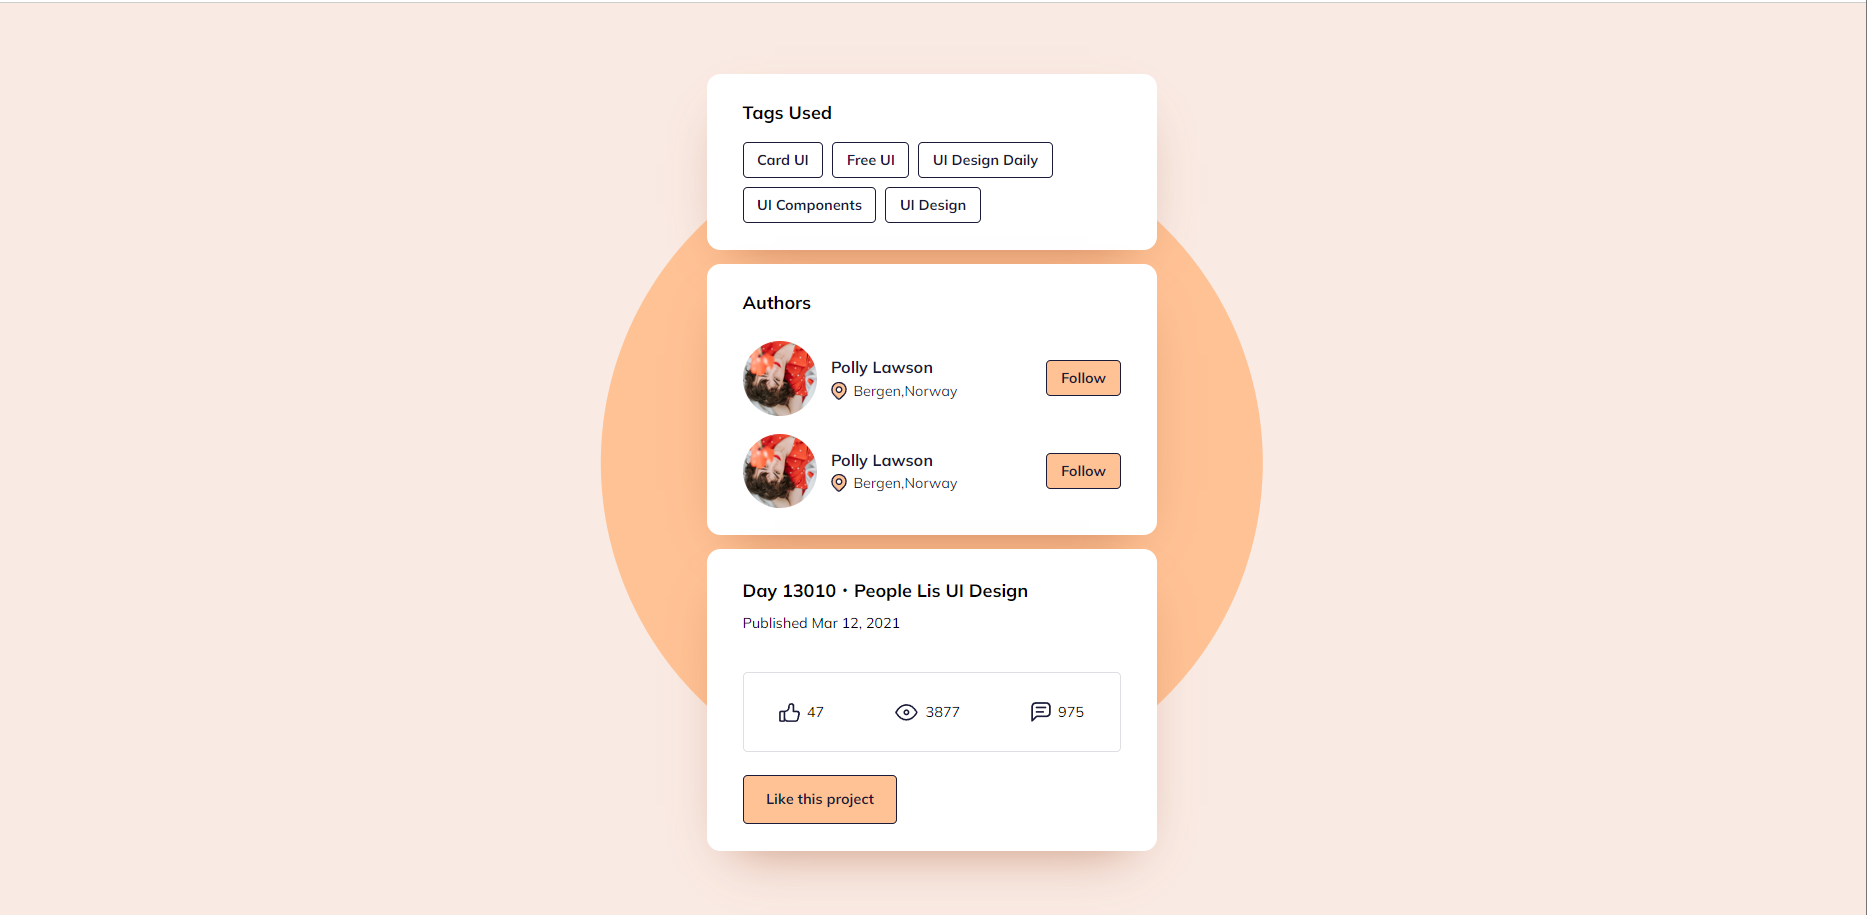 Tags Used
Card UI Free UI UI Design Daily
UI Components UI Design
Authors
Polly Lawson
Bergen,Norway
Follow
Polly Lawson
Bergen,Norway
Follow
Day 13010 • People Lis UI Design
Published Mar 12, 2021
47 3877 975
Like this project